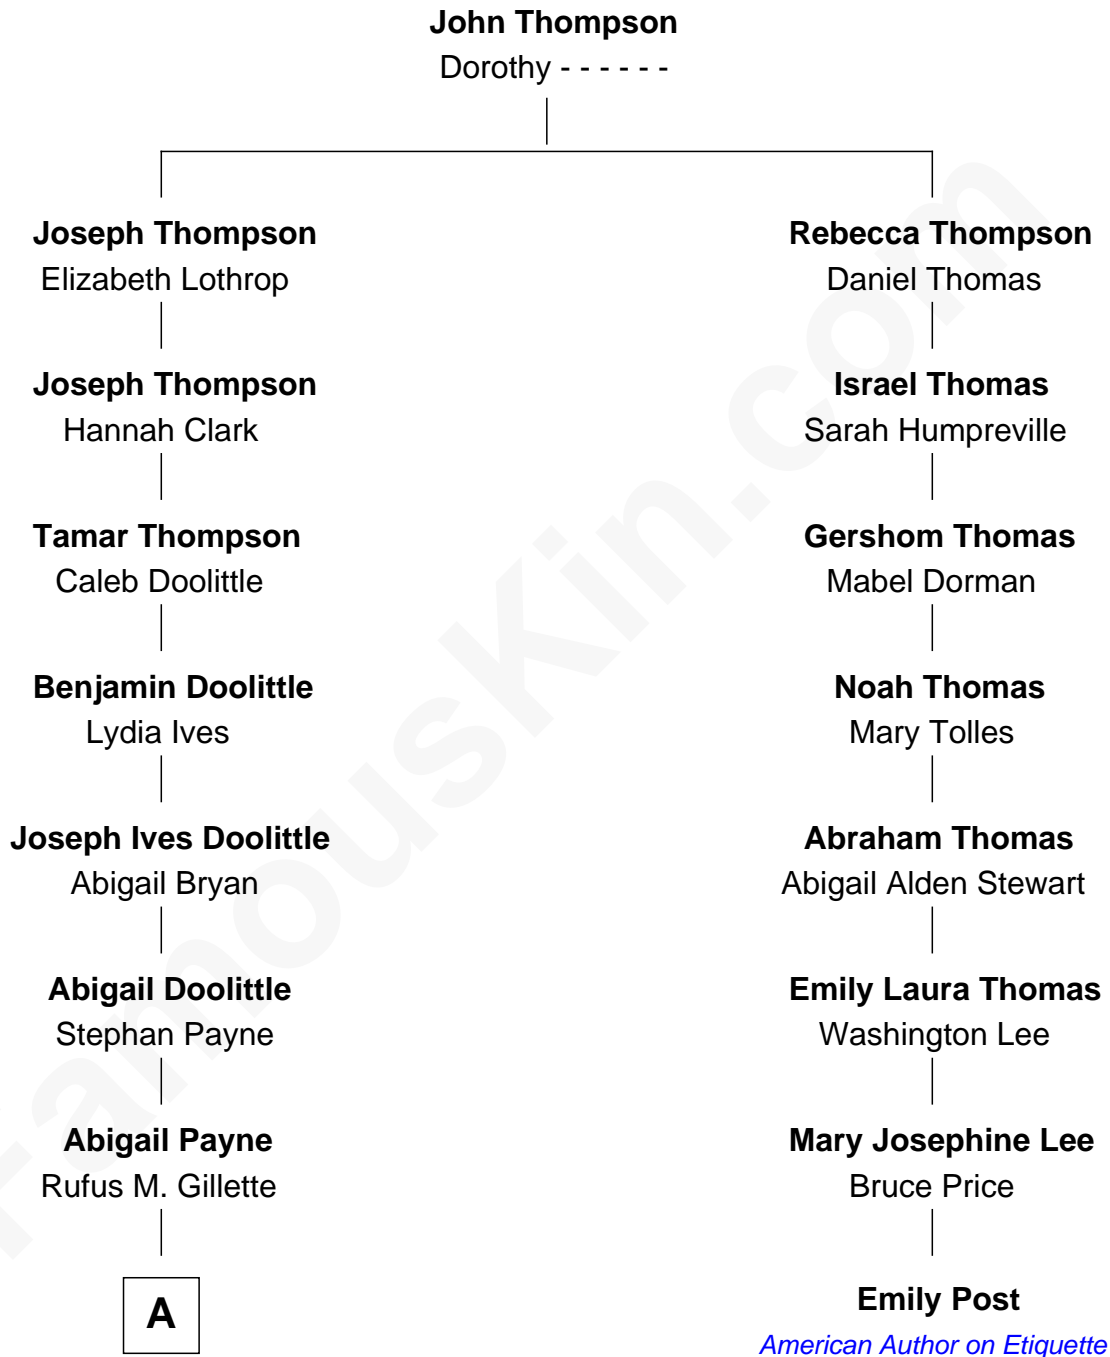 John Thompson
Dorothy - - - - - -
Joseph Thompson
Elizabeth Lothrop
Rebecca Thompson
Daniel Thomas
Joseph Thompson
Hannah Clark
Israel Thomas
Sarah Humpreville
Tamar Thompson
Caleb Doolittle
Gershom Thomas
Mabel Dorman
Benjamin Doolittle
Lydia Ives
Noah Thomas
Mary Tolles
Joseph Ives Doolittle
Abigail Bryan
Abraham Thomas
Abigail Alden Stewart
Abigail Doolittle
Stephan Payne
Emily Laura Thomas
Washington Lee
Abigail Payne
Rufus M. Gillette
Mary Josephine Lee
Bruce Price
A
Emily Post
American Author on Etiquette
FamousKin.com